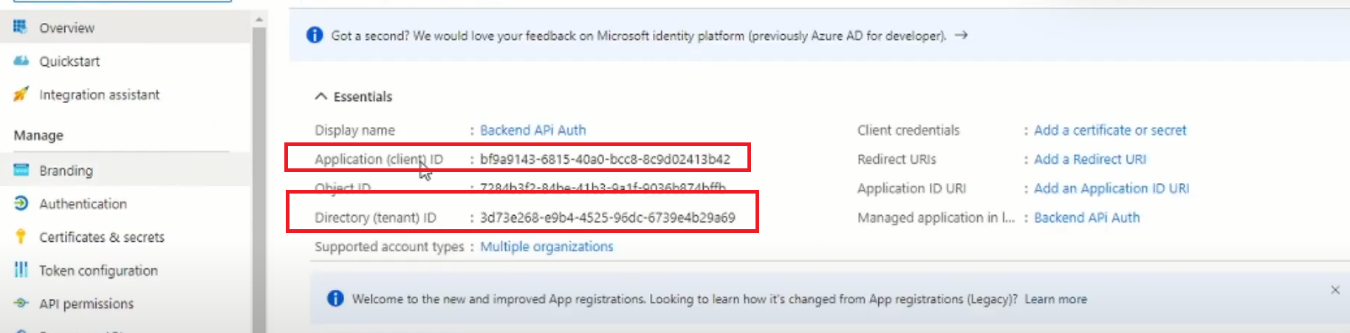 Overview
Quickstart
Integration assistant
Manage
Branding
Authentication
Certificates & secrets
Token configuration
API permissions
Got a second? We would love your feedback on Microsoft identity platform (previously Azure AD for developer). →
Essentials
Display name : Backend APi Auth
Application (client) ID : bf9a9143-6815-40a0-bcc8-8c9d02413b42
Object ID : 7284b3f2-84be-41b3-9a1f-9036b874bffb
Directory (tenant) ID : 3d73e268-e9b4-4525-96dc-6739e4b29a69
Supported account types : Multiple organizations
Client credentials : Add a certificate or secret
Redirect URIs : Add a Redirect URI
Application ID URI : Add an Application ID URI
Managed application in l... : Backend APi Auth
Welcome to the new and improved App registrations. Looking to learn how it's changed from App registrations (Legacy)? Learn more